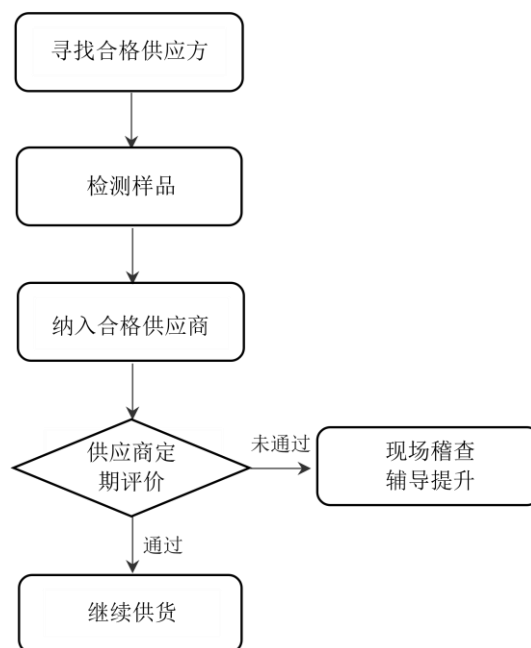 寻找合格供应方
检测样品
纳入合格供应商
供应商定
期评价
未通过
现场稽查
辅导提升
通过
继续供货